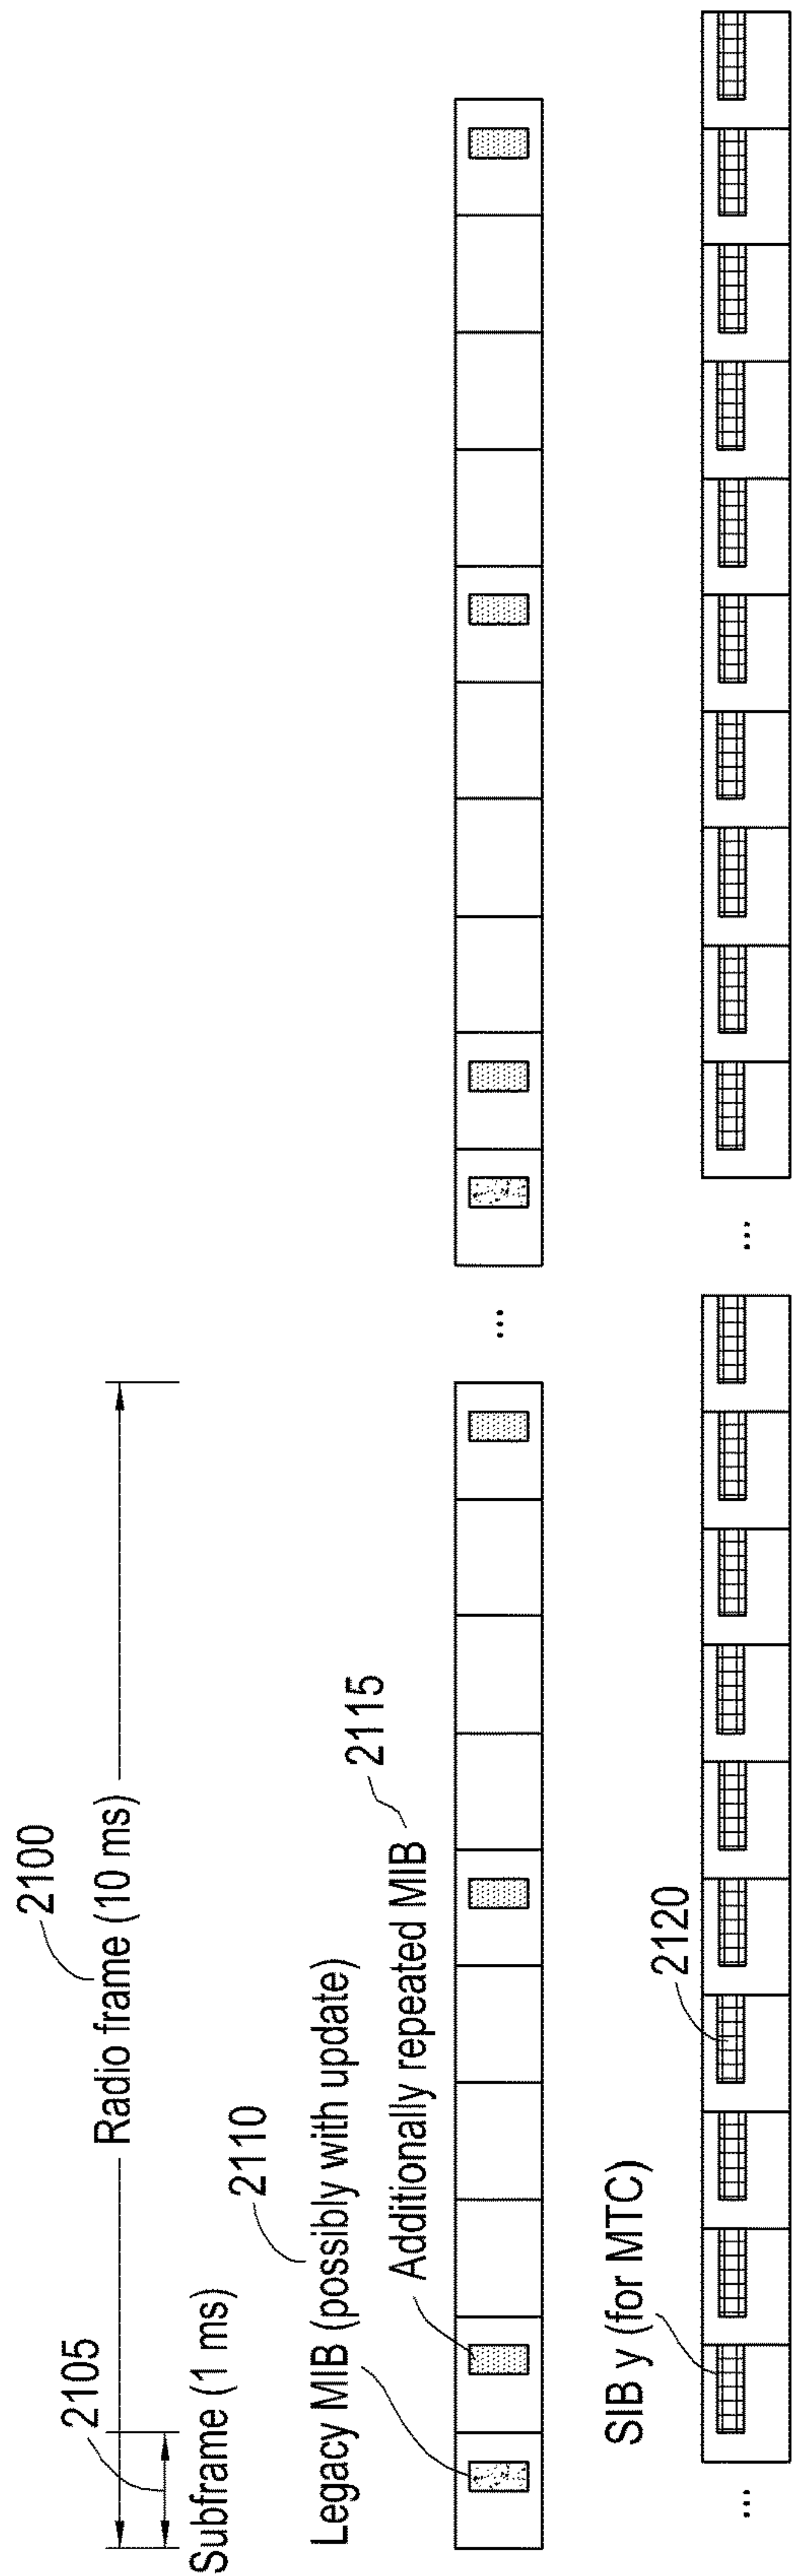 2100
Radio frame (10 ms)
2105
Subframe (1 ms)
2110
Legacy MIB (possibly with update)
2115
Additionally repeated MIB
...
2120
SIB y (for MTC)
...
...